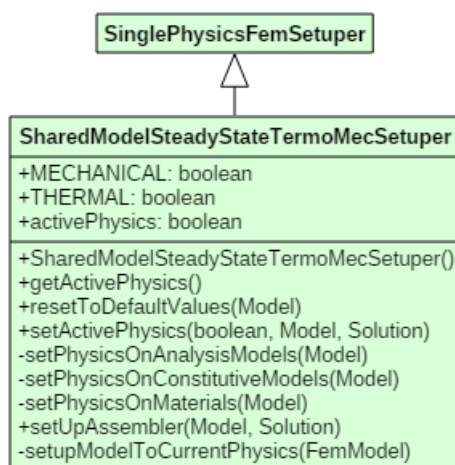 SinglePhysicsFemSetuper
SharedModelSteadyStateTermoMecSetuper
+MECHANICAL: boolean
+THERMAL: boolean
+activePhysics: boolean
+SharedModelSteadyStateTermoMecSetuper()
+getActivePhysics()
+resetToDefaultValues(Model)
+setActivePhysics(boolean, Model, Solution)
-setPhysicsOnAnalysisModels(Model)
-setPhysicsOnConstitutiveModels(Model)
-setPhysicsOnMaterials(Model)
+setUpAssembler(Model, Solution)
-setupModelToCurrentPhysics(FemModel)